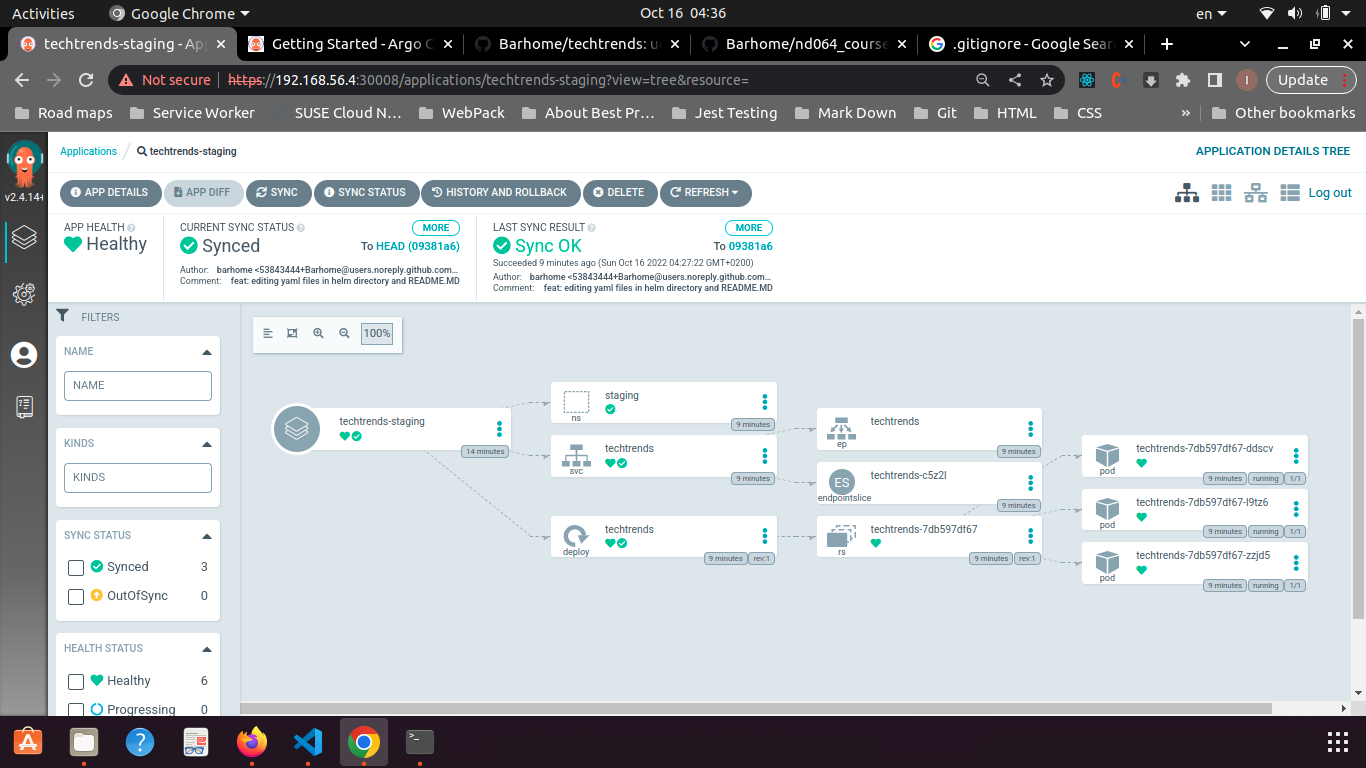 Activities
Google Chrome
Oct 16 04:36
en
techtrends-staging - Ap
Getting Started - Argo C
Barhome/techtrends: u
Barhome/nd064_course
.gitignore - Google Sear
Not secure
https://192.168.56.4:30008/applications/techtrends-staging?view=tree&resource=
I
Update
Road maps
Service Worker
SUSE Cloud N...
WebPack
About Best Pr...
Jest Testing
Mark Down
Git
HTML
CSS
»
Other bookmarks
v2.4.14+
Applications
techtrends-staging
APPLICATION DETAILS TREE
APP DETAILS
APP DIFF
SYNC
SYNC STATUS
HISTORY AND ROLLBACK
DELETE
REFRESH
Log out
APP HEALTH
Healthy
CURRENT SYNC STATUS
MORE
Synced
To HEAD (09381a6)
Author: barhome <53843444+Barhome@users.noreply.github.com...
Comment: feat: editing yaml files in helm directory and README.MD
LAST SYNC RESULT
MORE
Sync OK
To 09381a6
Succeeded 9 minutes ago (Sun Oct 16 2022 04:27:22 GMT+0200)
Author: barhome <53843444+Barhome@users.noreply.github.com...
Comment: feat: editing yaml files in helm directory and README.MD
FILTERS
NAME
NAME
KINDS
KINDS
SYNC STATUS
Synced 3
OutOfSync 0
HEALTH STATUS
Healthy 6
Progressing 0
100%
techtrends-staging
14 minutes
staging
ns
9 minutes
techtrends
svc
9 minutes
techtrends
deploy
9 minutes
rev:1
techtrends
ep
9 minutes
ES
techtrends-c5z2l
endpointslice
9 minutes
techtrends-7db597df67
rs
9 minutes
rev:1
techtrends-7db597df67-ddscv
pod
9 minutes
running
1/1
techtrends-7db597df67-l9tz6
pod
9 minutes
running
1/1
techtrends-7db597df67-zzjd5
pod
9 minutes
running
1/1